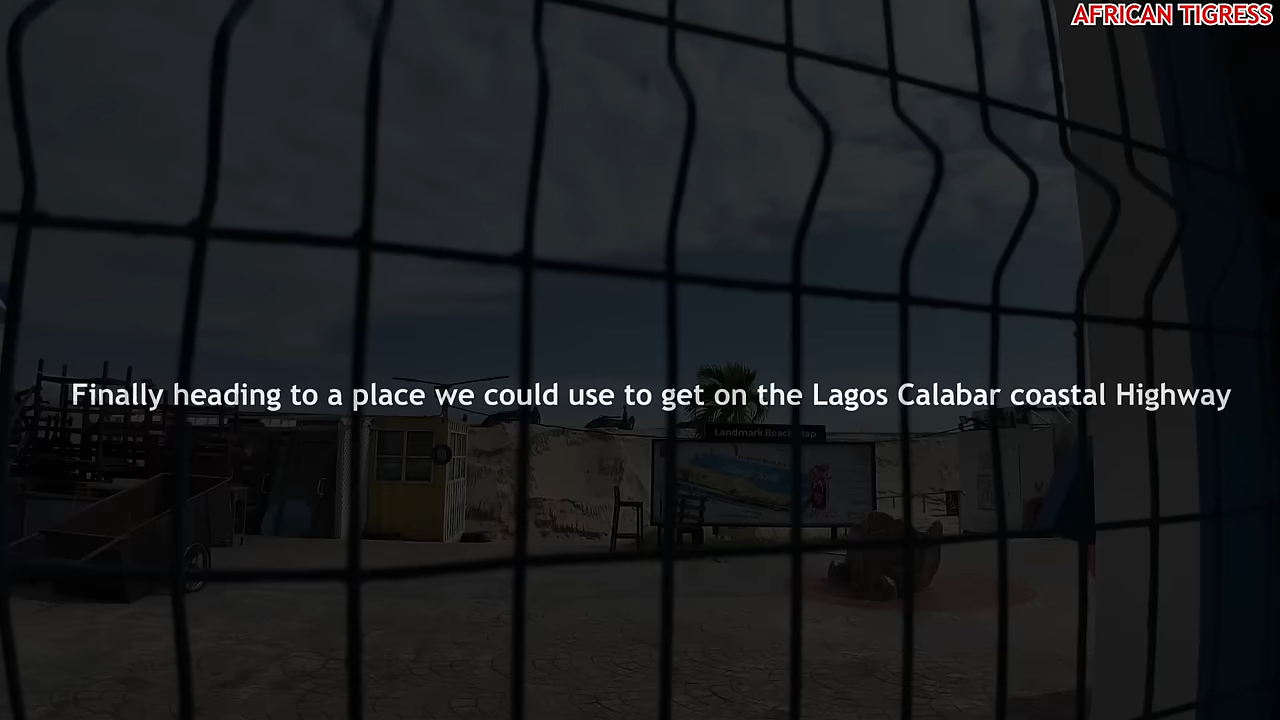 AFRICAN TIGRESS
Finally heading to a place we could use to get on the Lagos Calabar coastal Highway
Landmark Beach Map